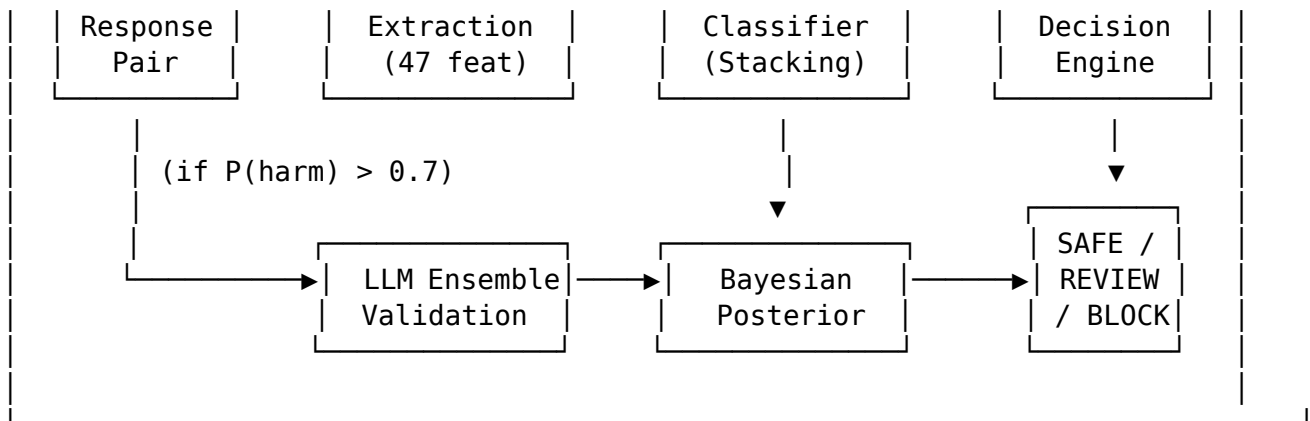 Response Extraction Classifier Decision
Pair (47 feat) (Stacking) Engine
(if P(harm) > 0.7)
SAFE /
LLM Ensemble Bayesian REVIEW
Validation Posterior / BLOCK